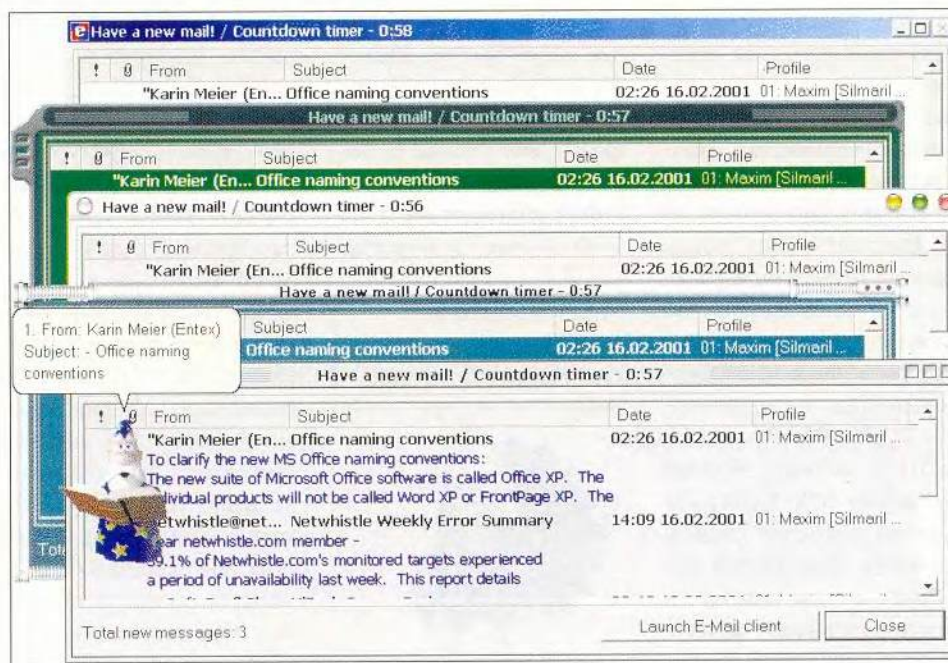 Have a new mail! / Countdown timer - 0:58
! From Subject Date Profile
"Karin Meier (En... Office naming conventions 02:26 16.02.2001 01: Maxim [Silmaril ...
Have a new mail! / Countdown timer - 0:57
! From Subject Date Profile
"Karin Meier (En... Office naming conventions 02:26 16.02.2001 01: Maxim [Silmaril ...
Have a new mail! / Countdown timer - 0:56
! From Subject Date Profile
"Karin Meier (En... Office naming conventions 02:26 16.02.2001 01: Maxim [Silmaril ...
Have a new mail! / Countdown timer - 0:57
Subject Date Profile
Office naming conventions 02:26 16.02.2001 01: Maxim [Silmaril ...
1. From: Karin Meier (Entex)
Subject: - Office naming
conventions
Have a new mail! / Countdown timer - 0:57
! From Subject Date Profile
"Karin Meier (En... Office naming conventions 02:26 16.02.2001 01: Maxim [Silmaril ...
To clarify the new MS Office naming conventions:
The new suite of Microsoft Office software is called Office XP. The
individual products will not be called Word XP or FrontPage XP. The
netwhistle@net... Netwhistle Weekly Error Summary 14:09 16.02.2001 01: Maxim [Silmaril ...
ear netwhistle.com member -
9.1% of Netwhistle.com's monitored targets experienced
a period of unavailability last week. This report details
Total new messages: 3 Launch E-Mail client Close